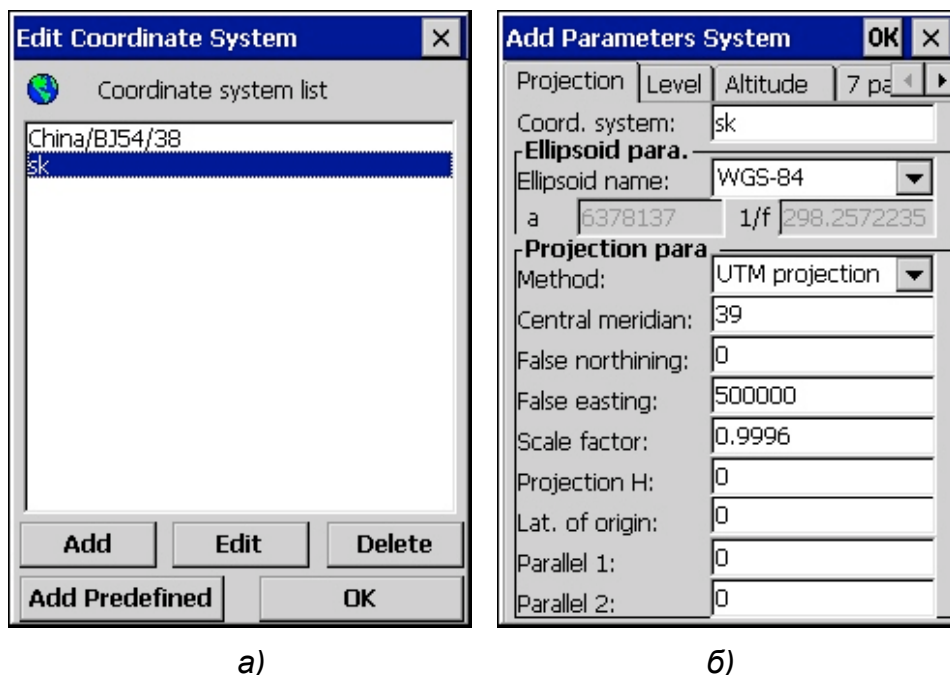 Edit Coordinate System
Coordinate system list
China/BJ54/38
sk
Add Edit Delete
Add Predefined OK
а)
Add Parameters System OK
Projection Level Altitude 7 pa
Coord. system: sk
Ellipsoid para.
Ellipsoid name: WGS-84
a 6378137 1/f 298.2572235
Projection para
Method: UTM projection
Central meridian: 39
False northining: 0
False easting: 500000
Scale factor: 0.9996
Projection H: 0
Lat. of origin: 0
Parallel 1: 0
Parallel 2: 0
б)